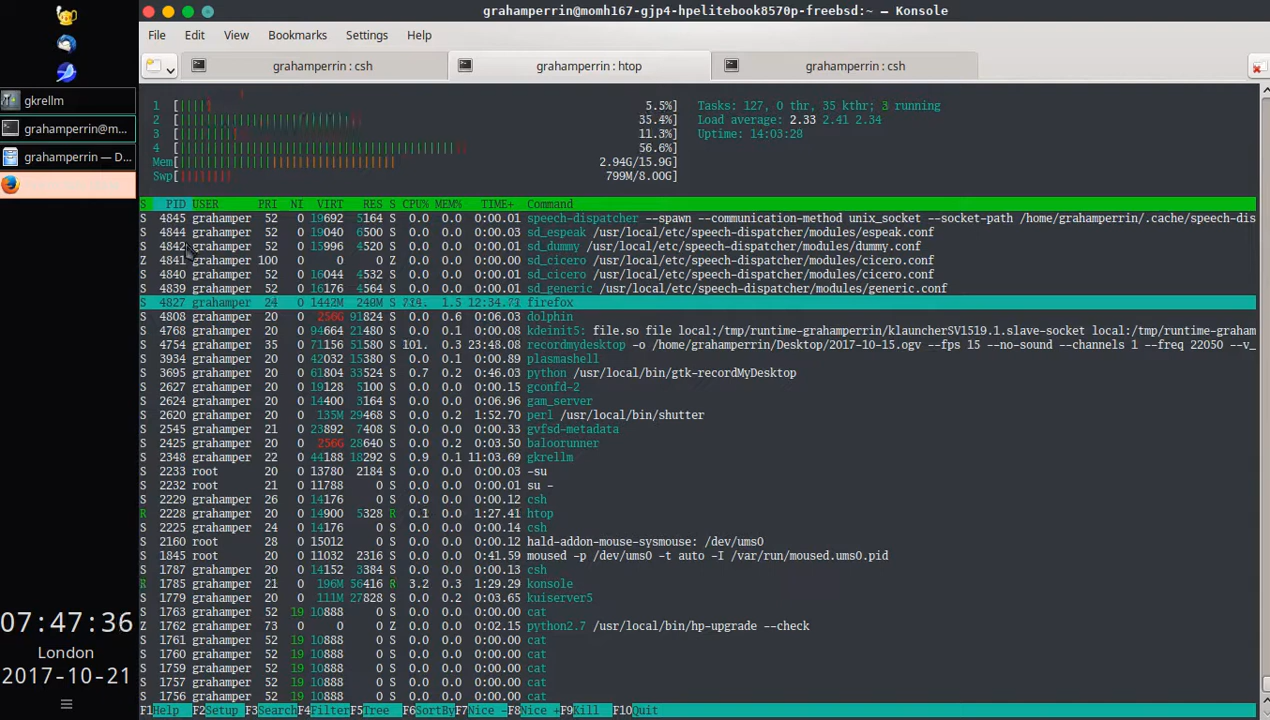 grahamperrin@momh167-gjp4-hpelitebook8570p-freebsd:~ — Konsole
File Edit View Bookmarks Settings Help
grahamperrin : csh grahamperrin : htop grahamperrin : csh
gkrellm
grahamperrin@m...
grahamperrin — D...
1 [|||| 5.5%] Tasks: 127, 0 thr, 35 kthr; 3 running
2 [ 35.4%] Load average: 2.33 2.41 2.34
3 [ 11.3%] Uptime: 14:03:20
4 [ 56.6%]
Mem[ 2.94G/15.9G]
Swp[ 799M/8.00G]
S PID USER PRI NI VIRT RES S CPU% MEM% TIME+ Command
S 4845 grahamper 52 0 19692 5164 S 0.0 0.0 0:00.01 speech-dispatcher --spawn --communication-method unix_socket --socket-path /home/grahamperrin/.cache/speech-dis
S 4844 grahamper 52 0 19040 6500 S 0.0 0.0 0:00.01 sd_espeak /usr/local/etc/speech-dispatcher/modules/espeak.conf
S 4842 grahamper 52 0 15996 4520 S 0.0 0.0 0:00.01 sd_dummy /usr/local/etc/speech-dispatcher/modules/dummy.conf
Z 4841 grahamper 100 0 0 0 Z 0.0 0.0 0:00.00 sd_cicero /usr/local/etc/speech-dispatcher/modules/cicero.conf
S 4840 grahamper 52 0 16044 4532 S 0.0 0.0 0:00.01 sd_cicero /usr/local/etc/speech-dispatcher/modules/cicero.conf
S 4839 grahamper 52 0 16176 4564 S 0.0 0.0 0:00.01 sd_generic /usr/local/etc/speech-dispatcher/modules/generic.conf
S 4827 grahamper 24 0 1442M 248M S 1.5 firefox
S 4808 grahamper 20 0 256G 91824 S 0.0 0.6 0:06.03 dolphin
S 4768 grahamper 20 0 94664 21480 S 0.0 0.1 0:00.08 kdeinit5: file.so file local:/tmp/runtime-grahamperrin/klauncherSV1519.1.slave-socket local:/tmp/runtime-graham
S 4754 grahamper 35 0 71156 51580 S 101. 0.3 23:48.08 recordmydesktop -o /home/grahamperrin/Desktop/2017-10-15.ogv --fps 15 --no-sound --channels 1 --freq 22050 --v_
S 3934 grahamper 20 0 42032 15380 S 0.0 0.1 0:00.90 plasmashell
S 3695 grahamper 20 0 61804 33524 S 0.7 0.2 0:46.03 python /usr/local/bin/gtk-recordMyDesktop
S 2627 grahamper 20 0 19128 5100 S 0.0 0.0 0:00.15 gconfd-2
S 2624 grahamper 20 0 14400 3164 S 0.0 0.0 0:06.96 gam_server
S 2620 grahamper 20 0 135M 29468 S 0.0 0.2 1:52.70 perl /usr/local/bin/shutter
S 2545 grahamper 21 0 23892 7408 S 0.0 0.0 0:00.33 gvfsd-metadata
S 2425 grahamper 20 0 256G 28640 S 0.0 0.2 0:03.50 baloorunner
S 2348 grahamper 22 0 44188 18292 S 0.9 0.1 11:03.69 gkrellm
S 2233 root 20 0 13780 2184 S 0.0 0.0 0:00.03 -su
S 2232 root 21 0 11788 0 S 0.0 0.0 0:00.00 su -
S 2229 grahamper 26 0 14176 0 S 0.0 0.0 0:00.12 csh
R 2228 grahamper 20 0 14900 5328 R 0.1 0.0 1:27.41 htop
S 2225 grahamper 24 0 14176 0 S 0.0 0.0 0:00.14 csh
S 2160 root 28 0 15012 0 S 0.0 0.0 0:00.00 hald-addon-mouse-sysmouse: /dev/ums0
S 1845 root 20 0 11032 2316 S 0.0 0.0 0:41.59 moused -p /dev/ums0 -t auto -I /var/run/moused.ums0.pid
S 1787 grahamper 20 0 14152 3384 S 0.0 0.0 0:00.13 csh
R 1785 grahamper 21 0 196M 56416 R 3.2 0.3 1:29.29 konsole
S 1779 grahamper 20 0 111M 27828 S 0.0 0.2 0:03.65 kuiserver5
S 1763 grahamper 52 19 10888 0 S 0.0 0.0 0:00.00 cat
Z 1762 grahamper 73 0 0 0 Z 0.0 0.0 0:02.15 python2.7 /usr/local/bin/hp-upgrade --check
S 1761 grahamper 52 19 10888 0 S 0.0 0.0 0:00.00 cat
S 1760 grahamper 52 19 10888 0 S 0.0 0.0 0:00.00 cat
S 1759 grahamper 52 19 10888 0 S 0.0 0.0 0:00.00 cat
S 1757 grahamper 52 19 10888 0 S 0.0 0.0 0:00.00 cat
S 1756 grahamper 52 19 10888 0 S 0.0 0.0 0:00.00 cat
F1Help F2Setup F3SearchF4FilterF5Tree F6SortByF7Nice -F8Nice +F9Kill F10Quit
07:47:36
London
2017-10-21